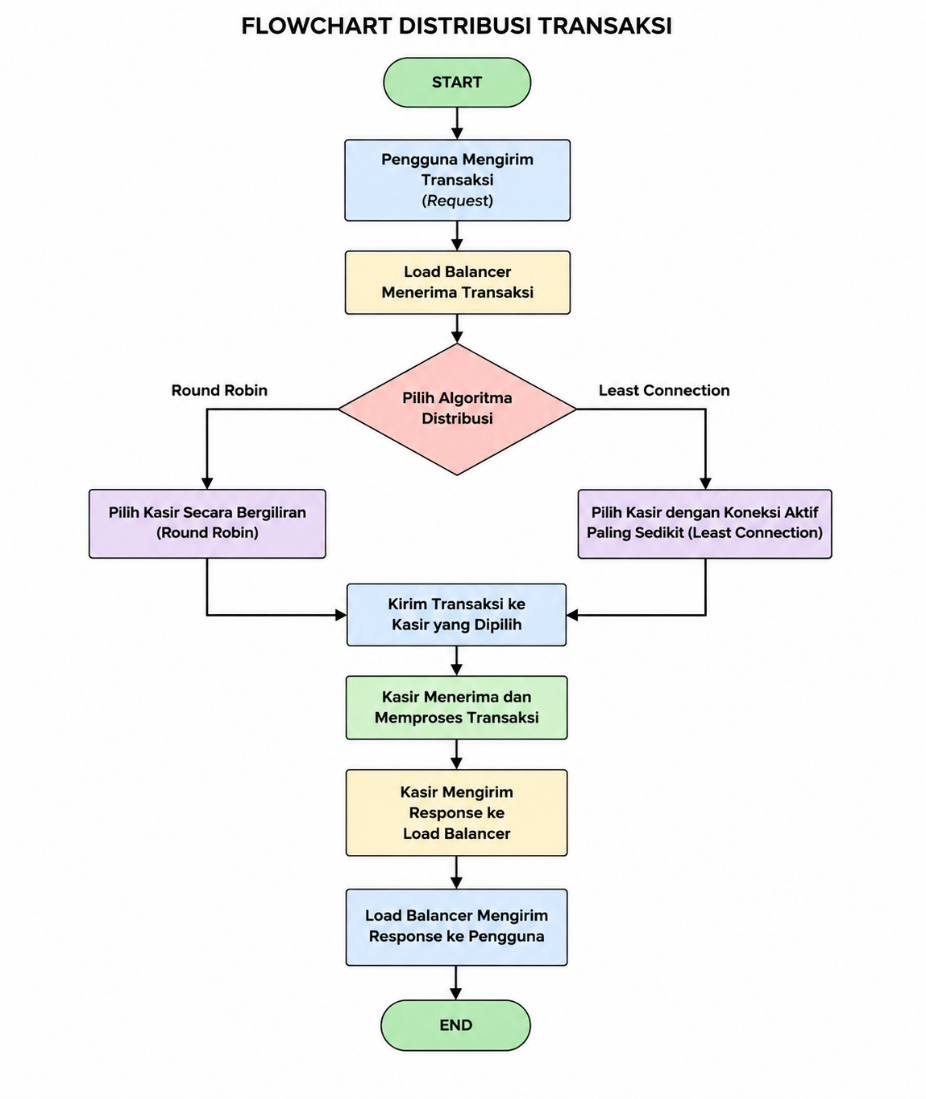 FLOWCHART DISTRIBUSI TRANSAKSI
START
Pengguna Mengirim
Transaksi
(Request)
Load Balancer
Menerima Transaksi
Pilih Algoritma
Distribusi
Round Robin
Least Connection
Pilih Kasir Secara Bergiliran
(Round Robin)
Pilih Kasir dengan Koneksi Aktif
Paling Sedikit (Least Connection)
Kirim Transaksi ke
Kasir yang Dipilih
Kasir Menerima dan
Memproses Transaksi
Kasir Mengirim
Response ke
Load Balancer
Load Balancer Mengirim
Response ke Pengguna
END